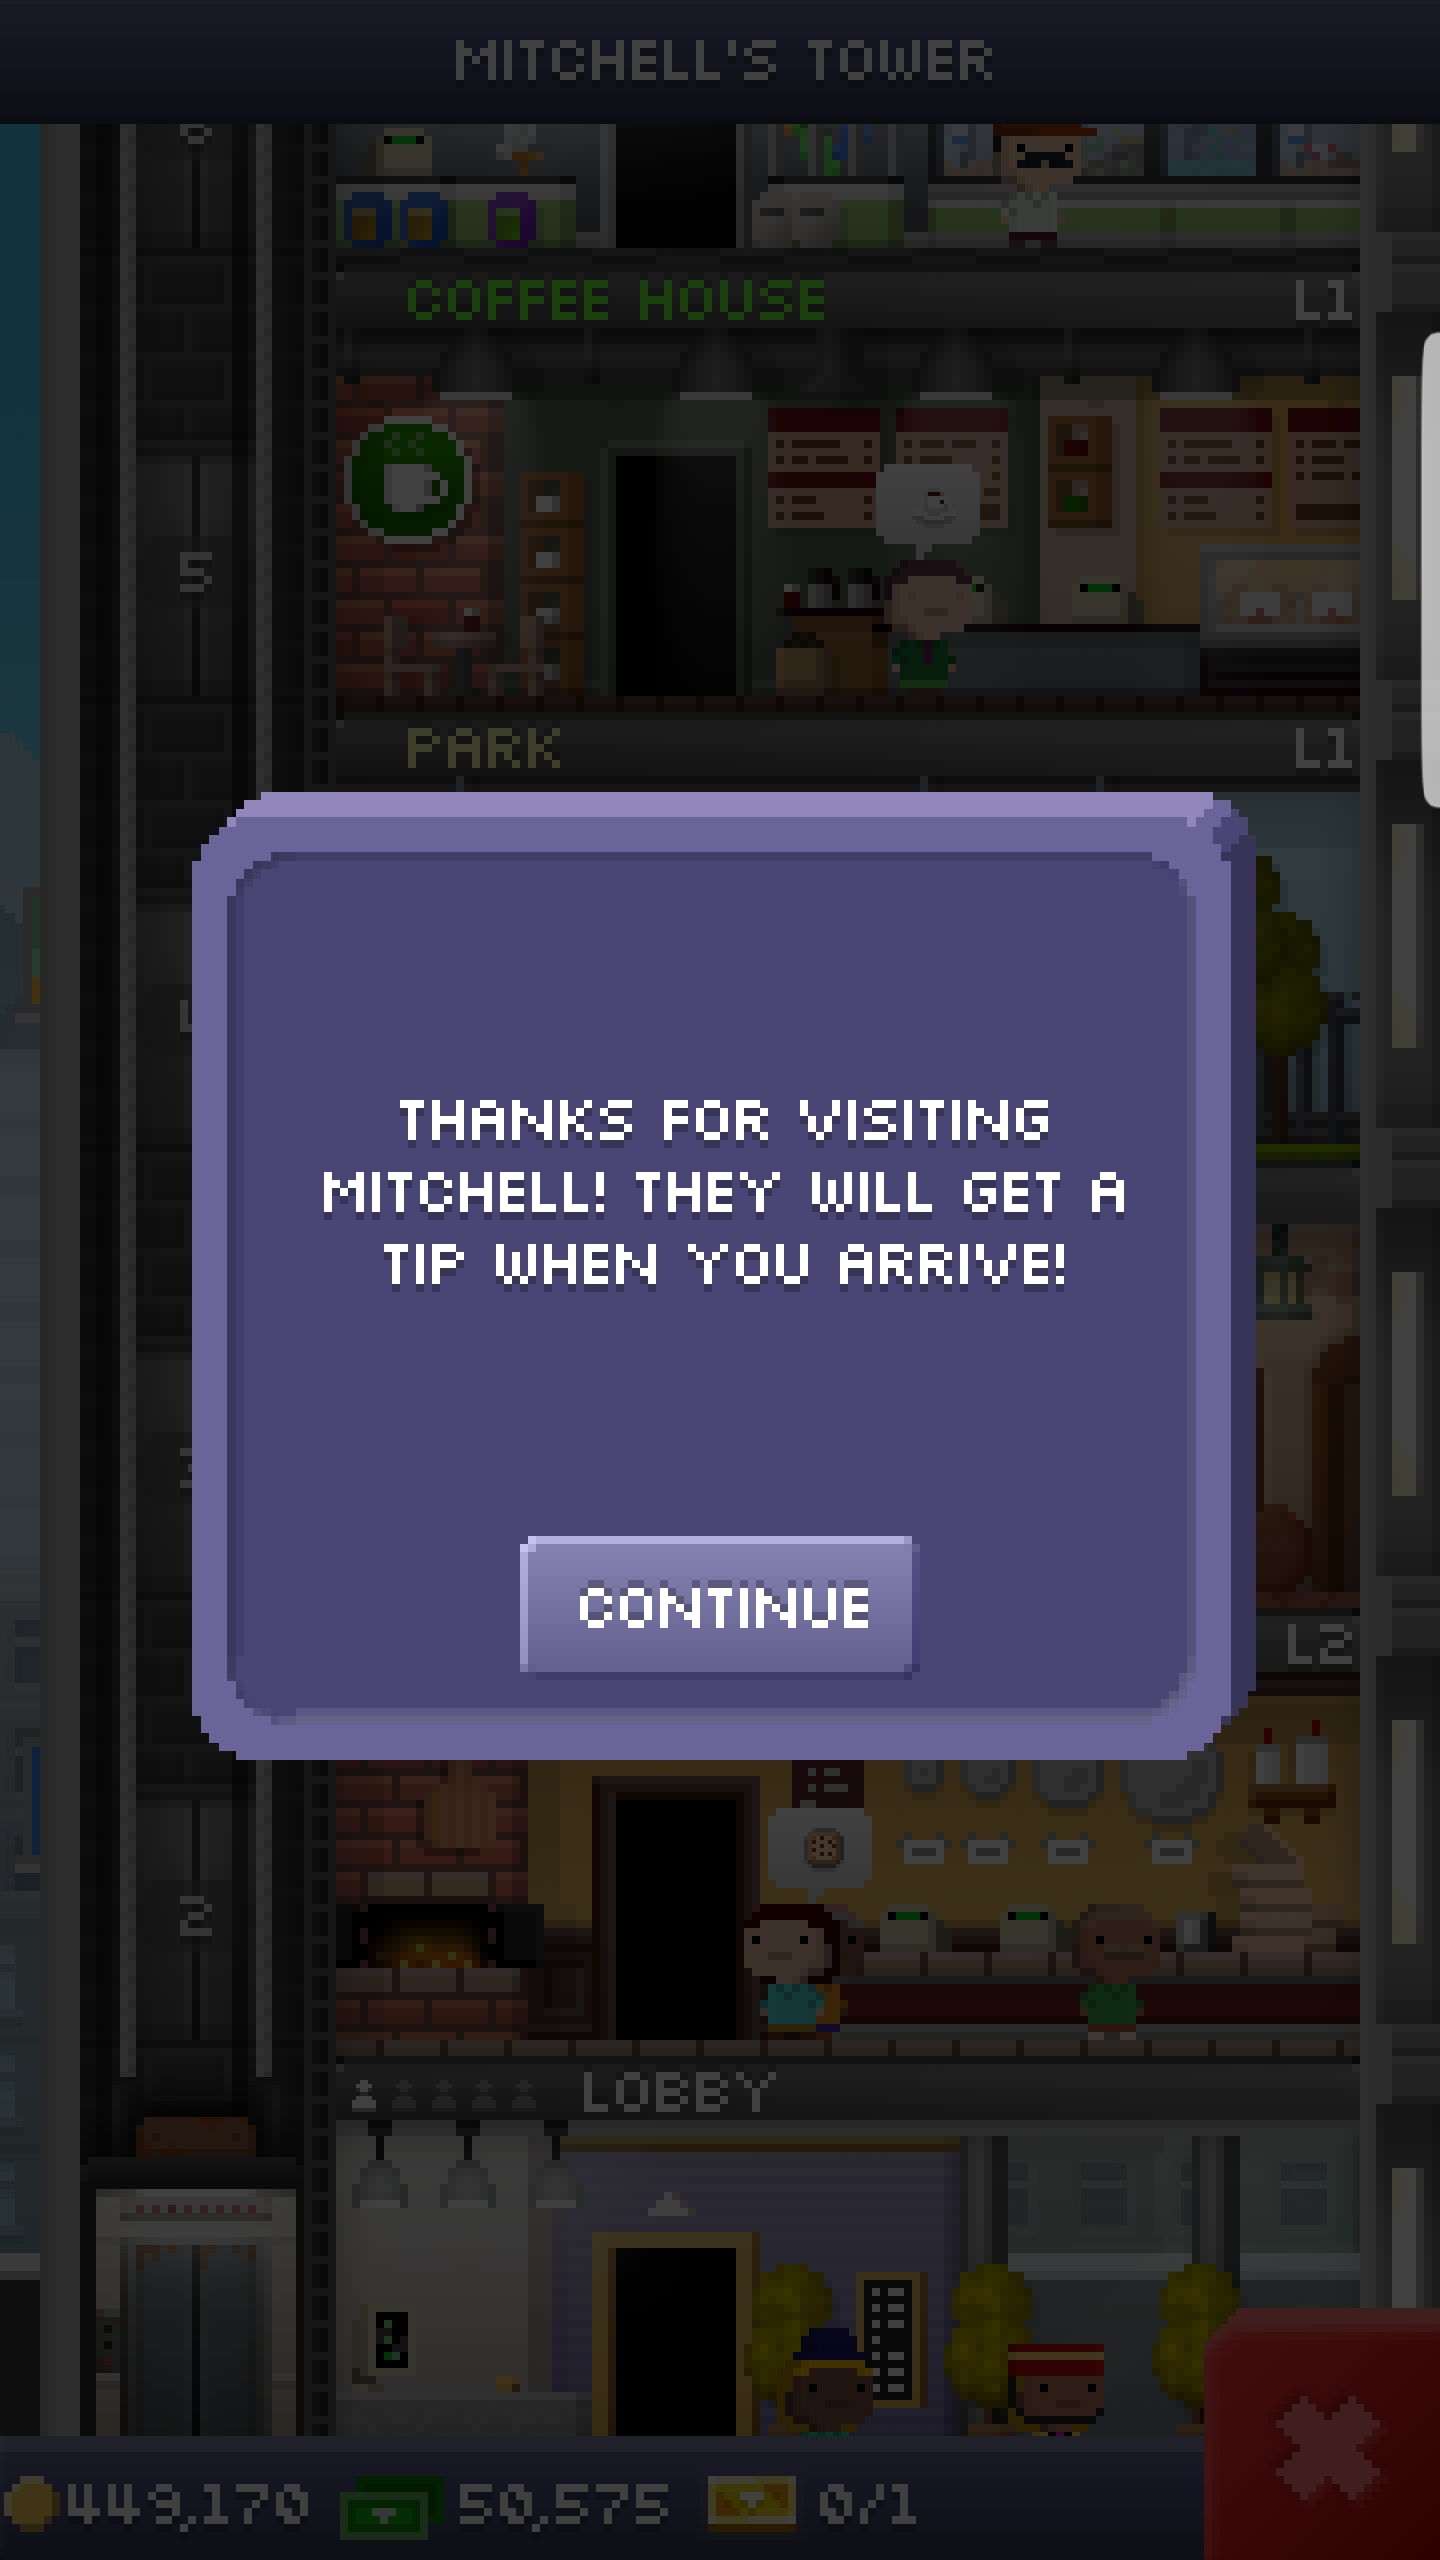 MITCHELL'S TOWER
COFFEE HOUSE L1
5
PARK L1
THANKS FOR VISITING
MITCHELL! THEY WILL GET A
TIP WHEN YOU ARRIVE!
CONTINUE
L2
2
LOBBY
449,170 50,575 0/1